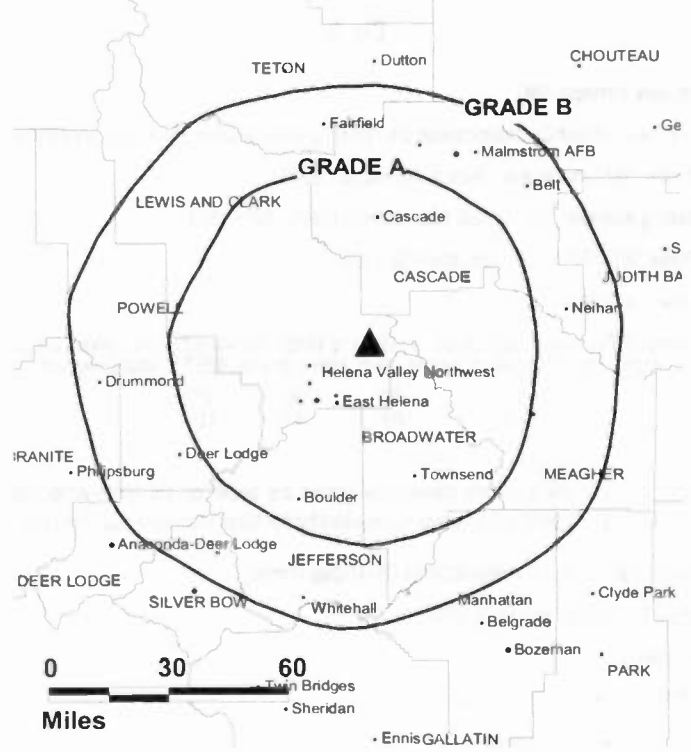 Dutton
CHOUTEAU
TETON
GRADE B
Fairfield
Ge
Malmstrom AFB
GRADE A
Belt
LEWIS AND CLARK
Cascade
S
CASCADE
JUDITH BA
POWELL
Neihar
Helena Valley Northwest
Drummond
East Helena
BROADWATER
Deer Lodge
RANITE
Philipsburg
Townsend
MEAGHER
Boulder
Anaconda-Deer Lodge
JEFFERSON
DEER LODGE
SILVER BOW
Whitehall
Manhattan
Clyde Park
Belgrade
Bozeman
0 30 60
PARK
Twin Bridges
Miles
Sheridan
Ennis GALLATIN